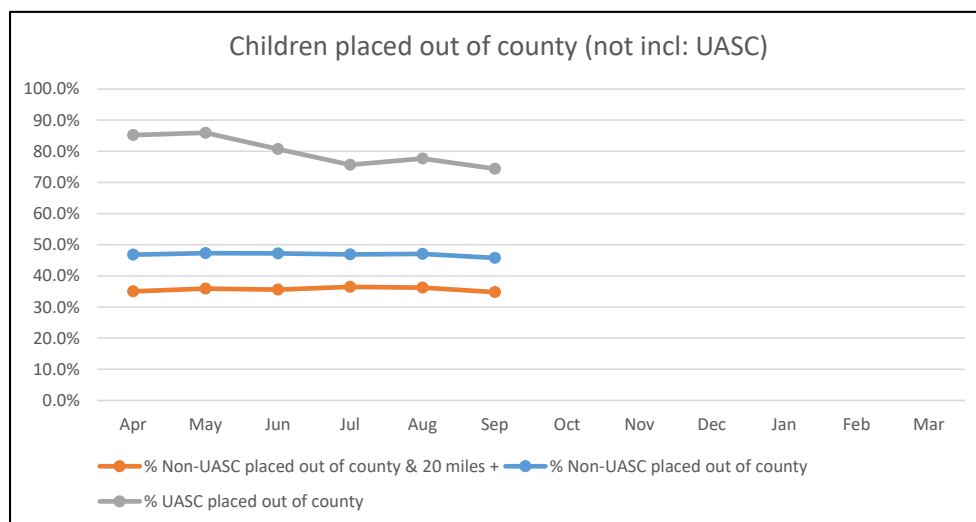 Children placed out of county (not incl: UASC)
100.0%
90.0%
80.0%
70.0%
60.0%
50.0%
40.0%
30.0%
20.0%
10.0%
0.0%
Apr May Jun Jul Aug Sep Oct Nov Dec Jan Feb Mar
% Non-UASC placed out of county & 20 miles + % Non-UASC placed out of county
% UASC placed out of county